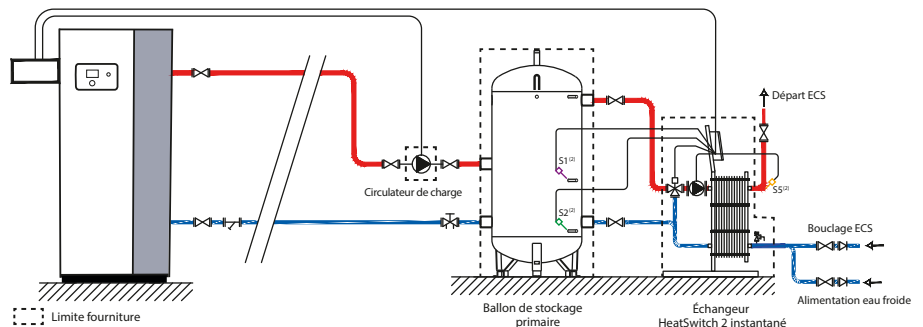 Départ ECS
S1(2)
Circulateur de charge
S5(2)
S2(2)
Bouclage ECS
Alimentation eau froide
Limite fourniture
Ballon de stockage
primaire
Échangeur
HeatSwitch 2 instantané